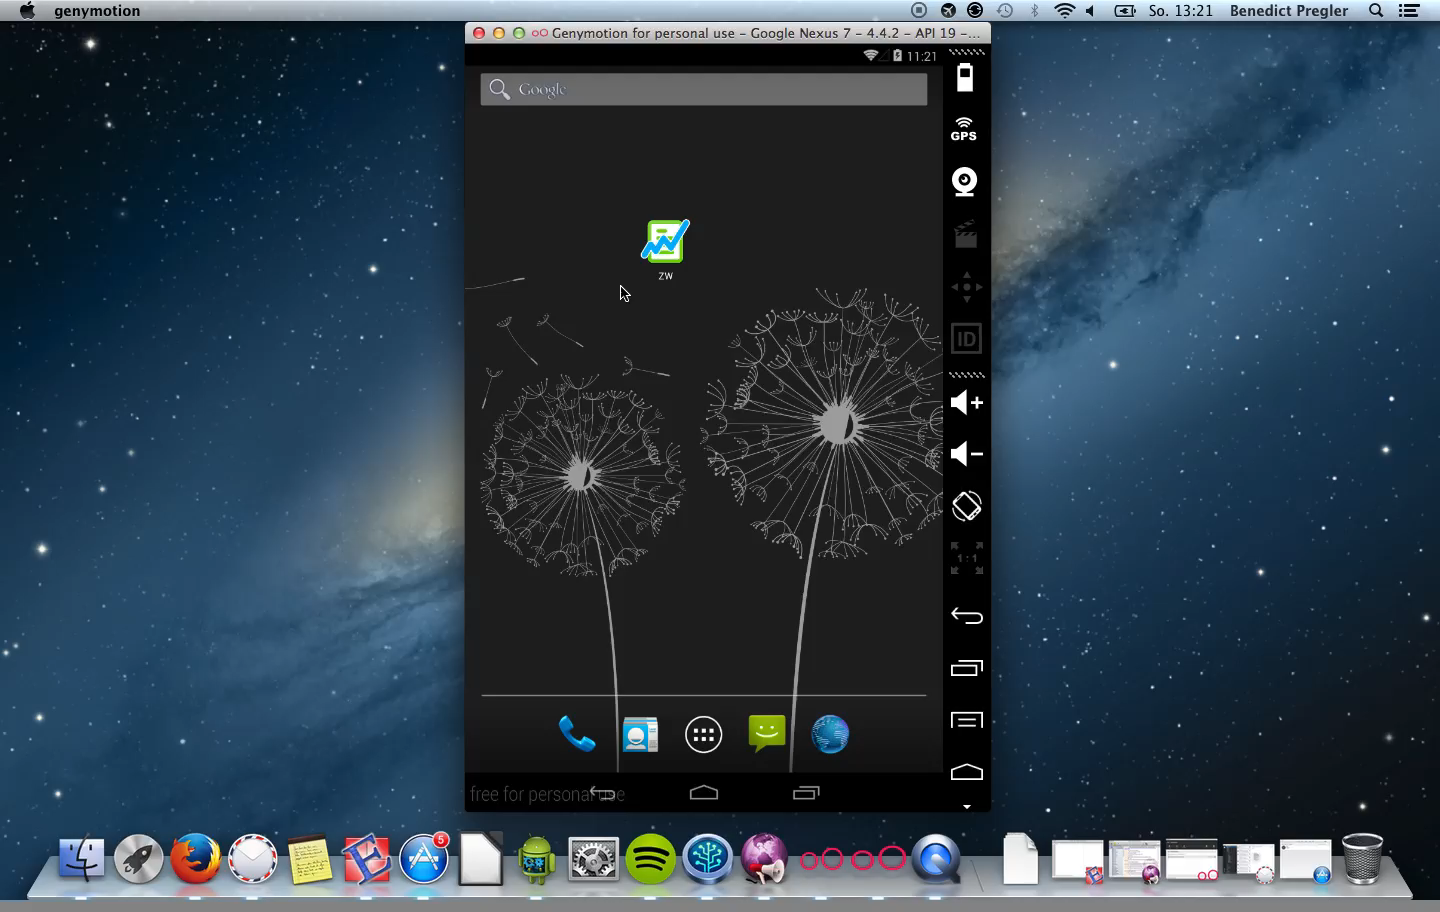 genymotion
So. 13:21
Benedict Pregler
Genymotion for personal use - Google Nexus 7 - 4.4.2 - API 19 -...
11:21
Google
GPS
ZW
ID
1:1
free for personal use
5